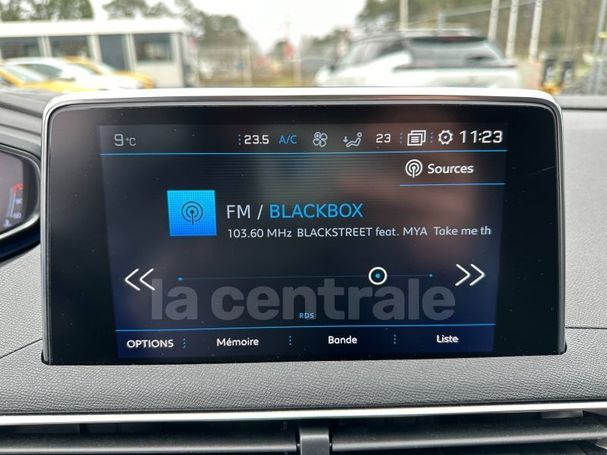 9°C 23.5 A/C 23 11:23
Sources
FM / BLACKBOX
103.60 MHz BLACKSTREET feat. MYA Take me th
la centrale
RDS
OPTIONS Mémoire Bande Liste